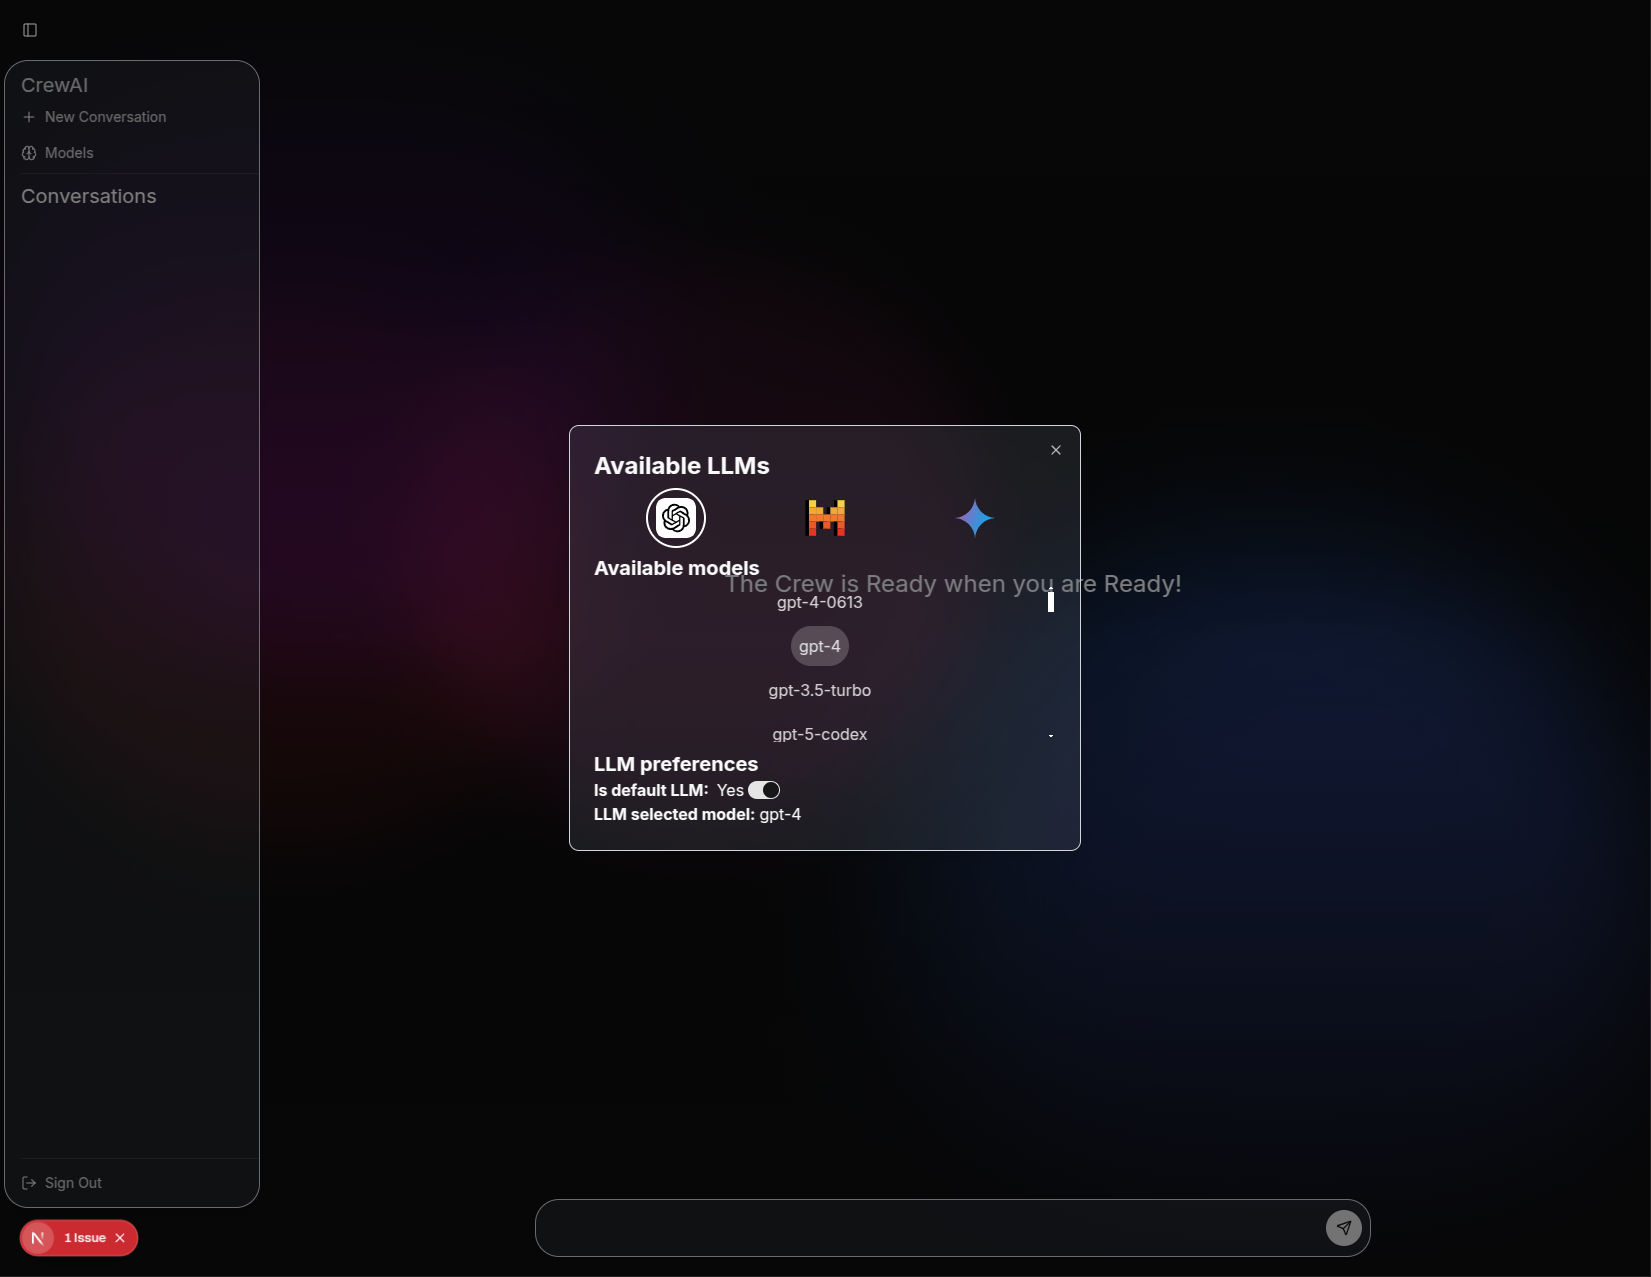 CrewAI
New Conversation
Models
Conversations
Available LLMs
Available models
The Crew is Ready when you are Ready!
gpt-4-0613
gpt-4
gpt-3.5-turbo
gpt-5-codex
LLM preferences
Is default LLM: Yes
LLM selected model: gpt-4
Sign Out
N 1 Issue